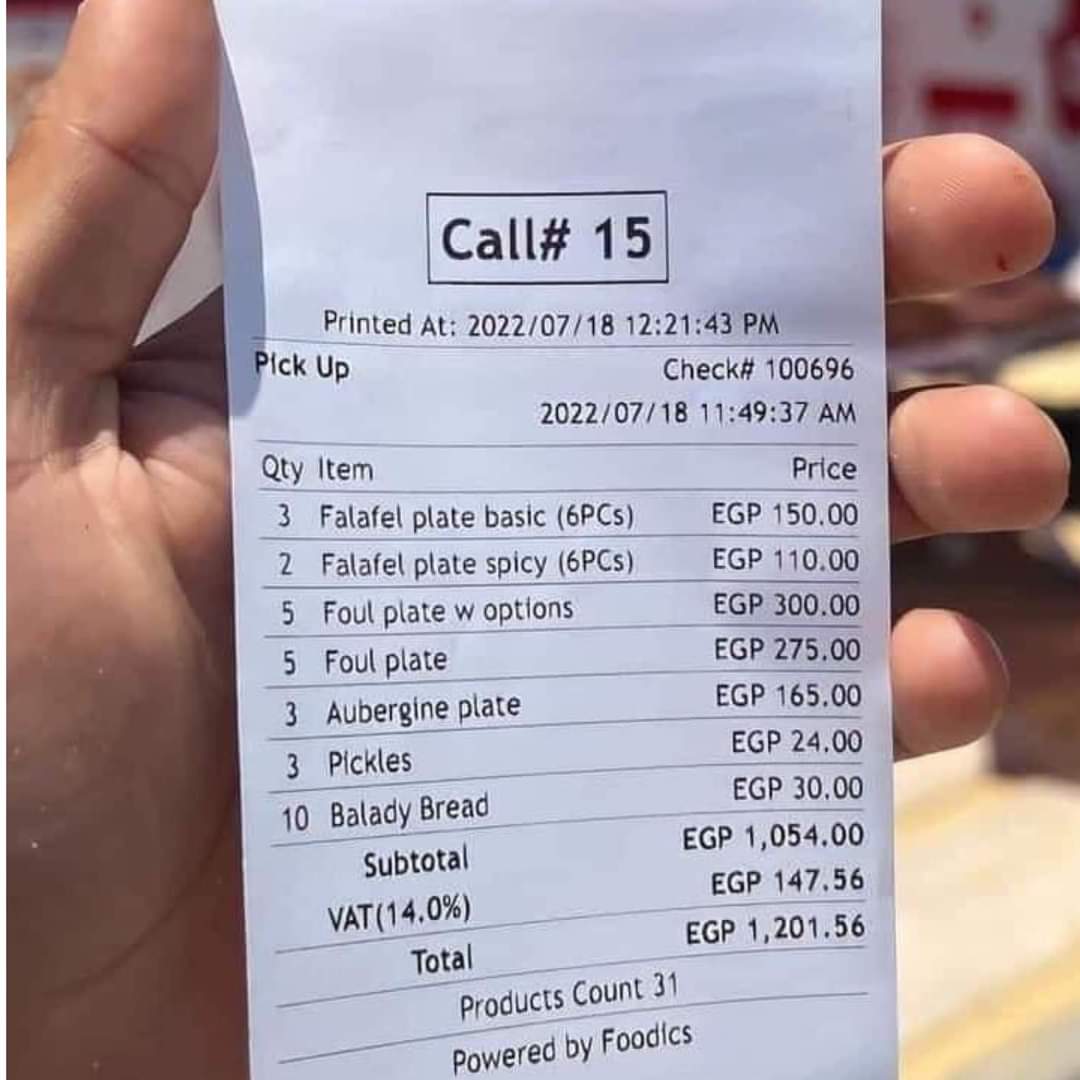 Call# 15
Printed At: 2022/07/18 12:21:43 PM
Pick Up Check# 100696
2022/07/18 11:49:37 AM
Qty Item Price
3 Falafel plate basic (6PCs) EGP 150.00
2 Falafel plate spicy (6PCs) EGP 110.00
5 Foul plate w options EGP 300.00
5 Foul plate EGP 275.00
3 Aubergine plate EGP 165.00
3 Pickles EGP 24.00
10 Balady Bread EGP 30.00
Subtotal EGP 1,054.00
VAT(14.0%) EGP 147.56
Total EGP 1,201.56
Products Count 31
Powered by Foodics